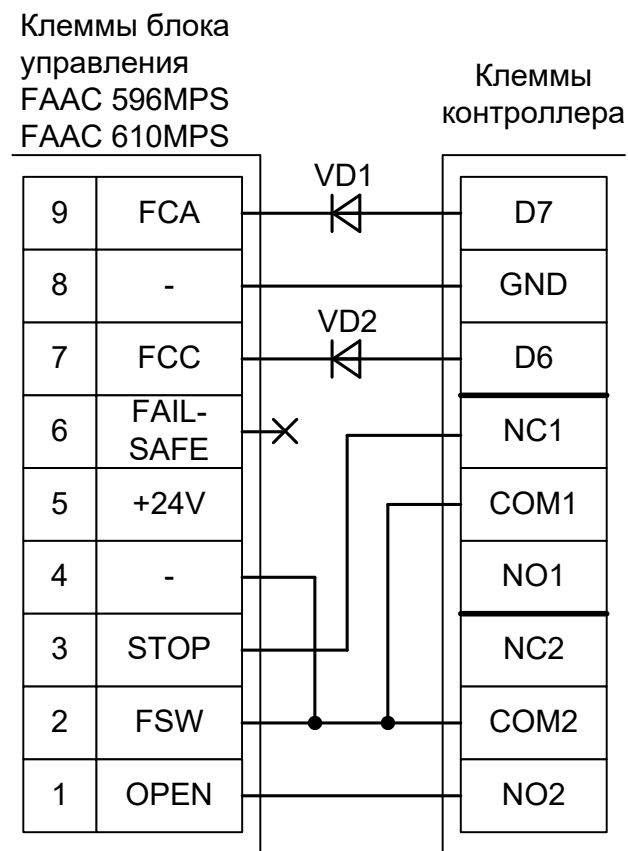 Клеммы блока
управления
FAAC 596MPS
FAAC 610MPS
Клеммы
контроллера
VD1
9 FCA D7
8 - GND
VD2
7 FCC D6
6 FAIL-
SAFE NC1
5 +24V COM1
4 - NO1
3 STOP NC2
2 FSW COM2
1 OPEN NO2